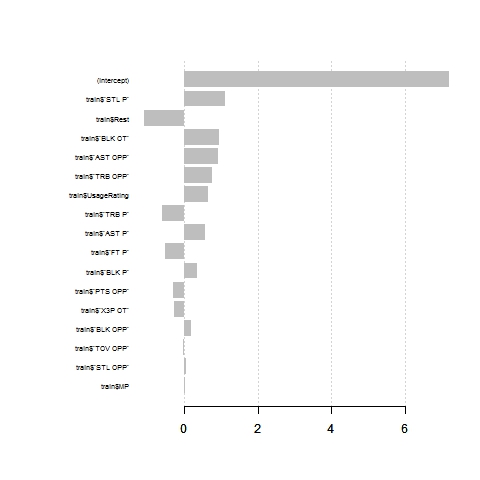 (Intercept)
train$`STL P`
train$Rest
train$`BLK OT`
train$`AST OPP`
train$`TRB OPP`
train$UsageRating
train$`TRB P`
train$`AST P`
train$`FT P`
train$`BLK P`
train$`PTS OPP`
train$`X3P OT`
train$`BLK OPP`
train$`TOV OPP`
train$`STL OPP`
train$MP
0 2 4 6